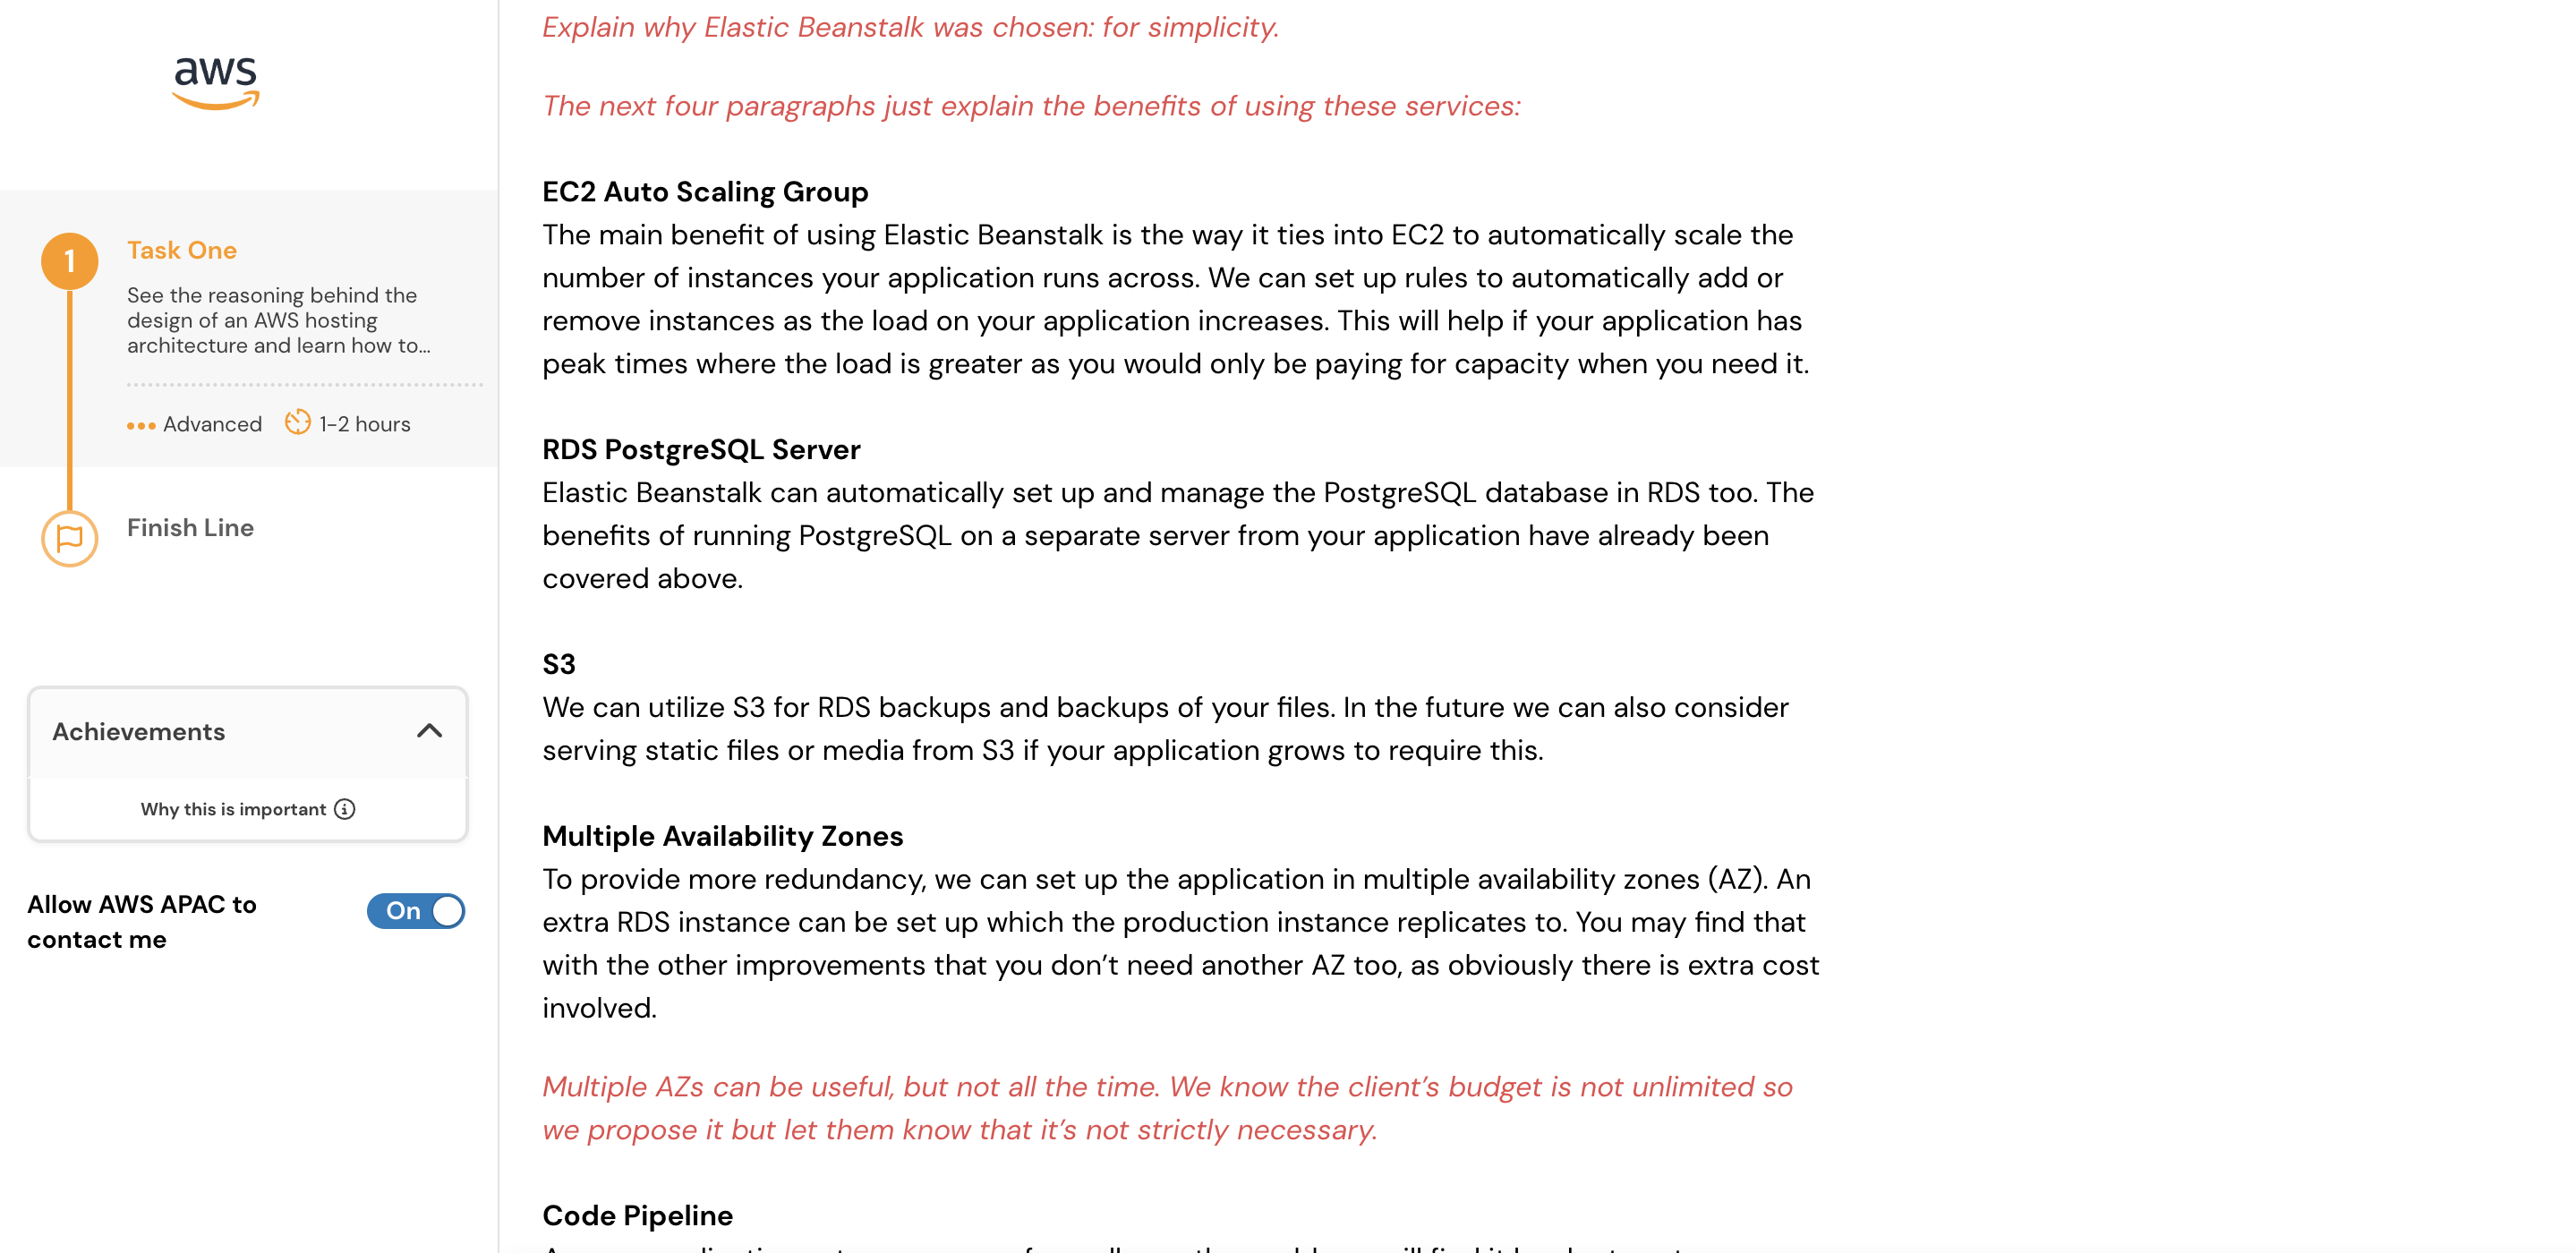 aws
1
Task One
See the reasoning behind the
design of an AWS hosting
architecture and learn how to...
Advanced
1-2 hours
Finish Line
Achievements
Why this is important
Allow AWS APAC to
contact me
On
Explain why Elastic Beanstalk was chosen: for simplicity.
The next four paragraphs just explain the benefits of using these services:
EC2 Auto Scaling Group
The main benefit of using Elastic Beanstalk is the way it ties into EC2 to automatically scale the
number of instances your application runs across. We can set up rules to automatically add or
remove instances as the load on your application increases. This will help if your application has
peak times where the load is greater as you would only be paying for capacity when you need it.
RDS PostgreSQL Server
Elastic Beanstalk can automatically set up and manage the PostgreSQL database in RDS too. The
benefits of running PostgreSQL on a separate server from your application have already been
covered above.
S3
We can utilize S3 for RDS backups and backups of your files. In the future we can also consider
serving static files or media from S3 if your application grows to require this.
Multiple Availability Zones
To provide more redundancy, we can set up the application in multiple availability zones (AZ). An
extra RDS instance can be set up which the production instance replicates to. You may find that
with the other improvements that you don’t need another AZ too, as obviously there is extra cost
involved.
Multiple AZs can be useful, but not all the time. We know the client’s budget is not unlimited so
we propose it but let them know that it’s not strictly necessary.
Code Pipeline